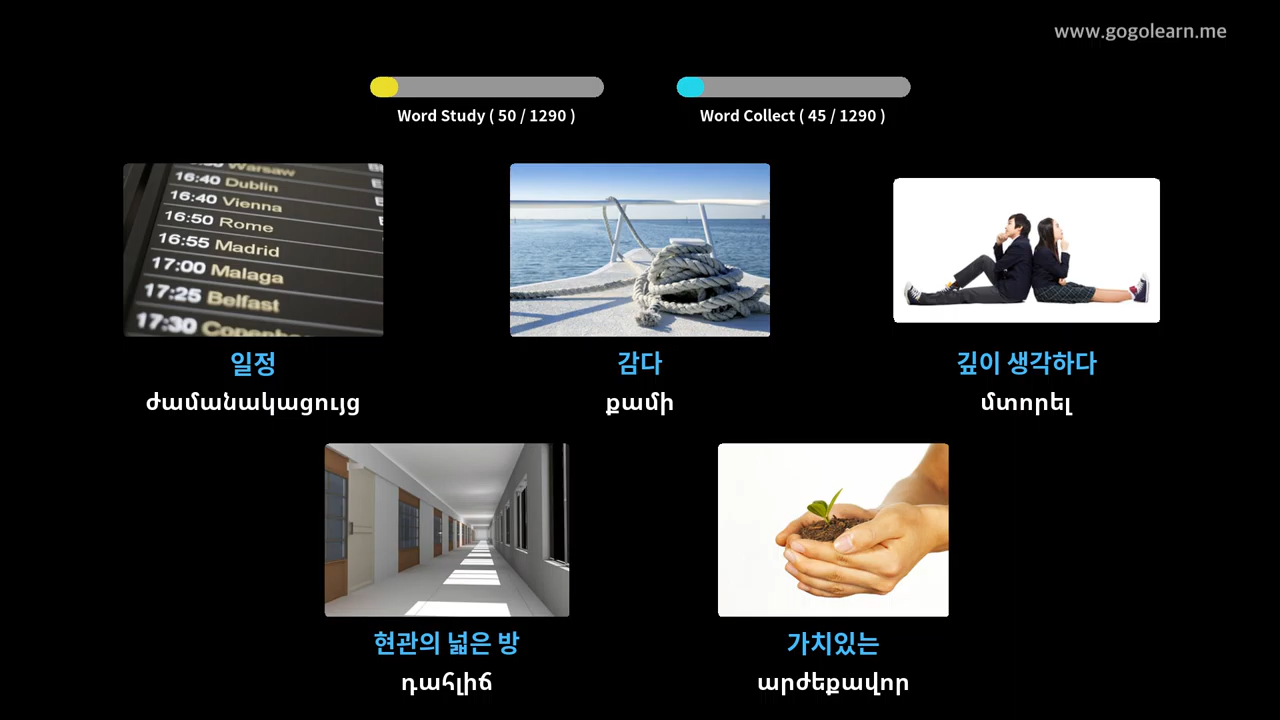 www.gogolearn.me
Word Study ( 50 / 1290 )
Word Collect ( 45 / 1290 )
Warsaw
16:40 Dublin
16:40 Vienna
16:50 Rome
16:55 Madrid
17:00 Malaga
17:25 Belfast
17:30
일정
ժամանակացույց
감다
քամի
깊이 생각하다
մտորել
현관의 넓은 방
դահլիճ
가치있는
արժեքավոր